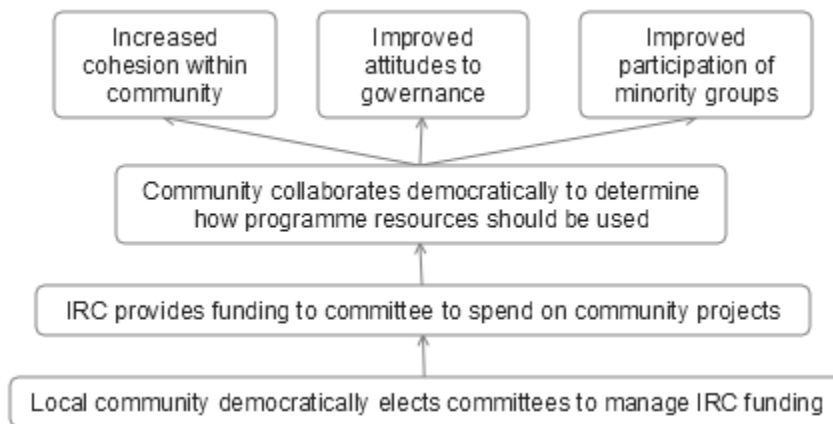 Increased
cohesion within
community
Improved
attitudes to
governance
Improved
participation of
minority groups
Community collaborates democratically to determine
how programme resources should be used
IRC provides funding to committee to spend on community projects
Local community democratically elects committees to manage IRC funding